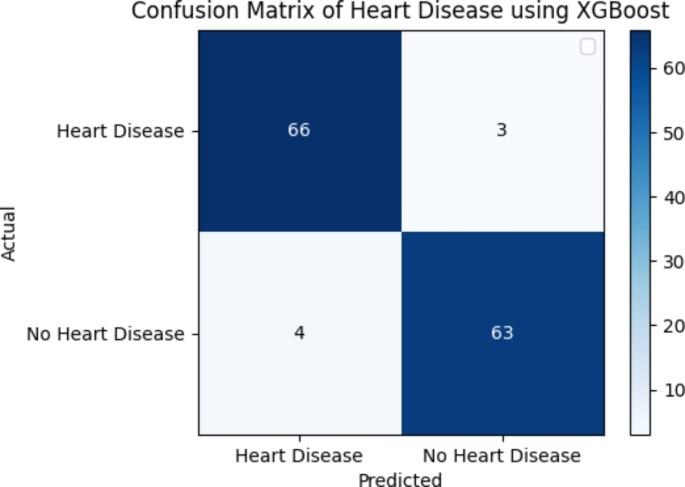 Confusion Matrix of Heart Disease using XGBoost
Heart Disease
66
3
No Heart Disease
4
63
Actual
Heart Disease
No Heart Disease
Predicted
60
50
40
30
20
10